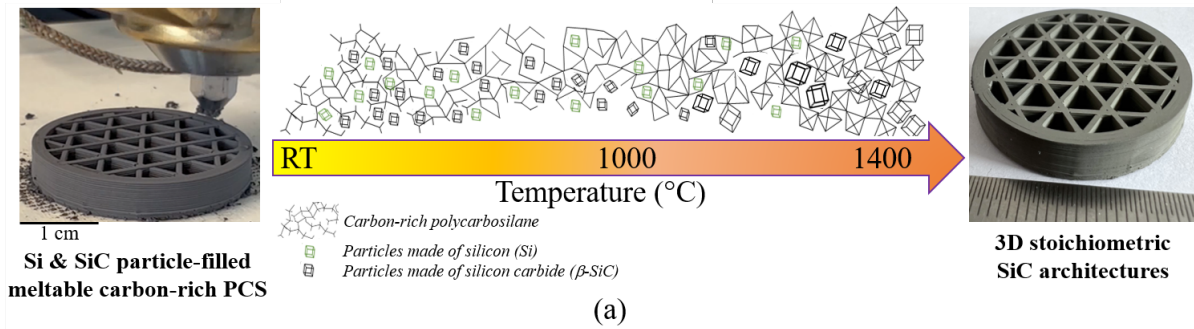 RT
1000
1400
Temperature (°C)
Carbon-rich polycarbosilane
Particles made of silicon (Si)
Particles made of silicon carbide (β-SiC)
1 cm
Si & SiC particle-filled
meltable carbon-rich PCS
3D stoichiometric
SiC architectures
(a)